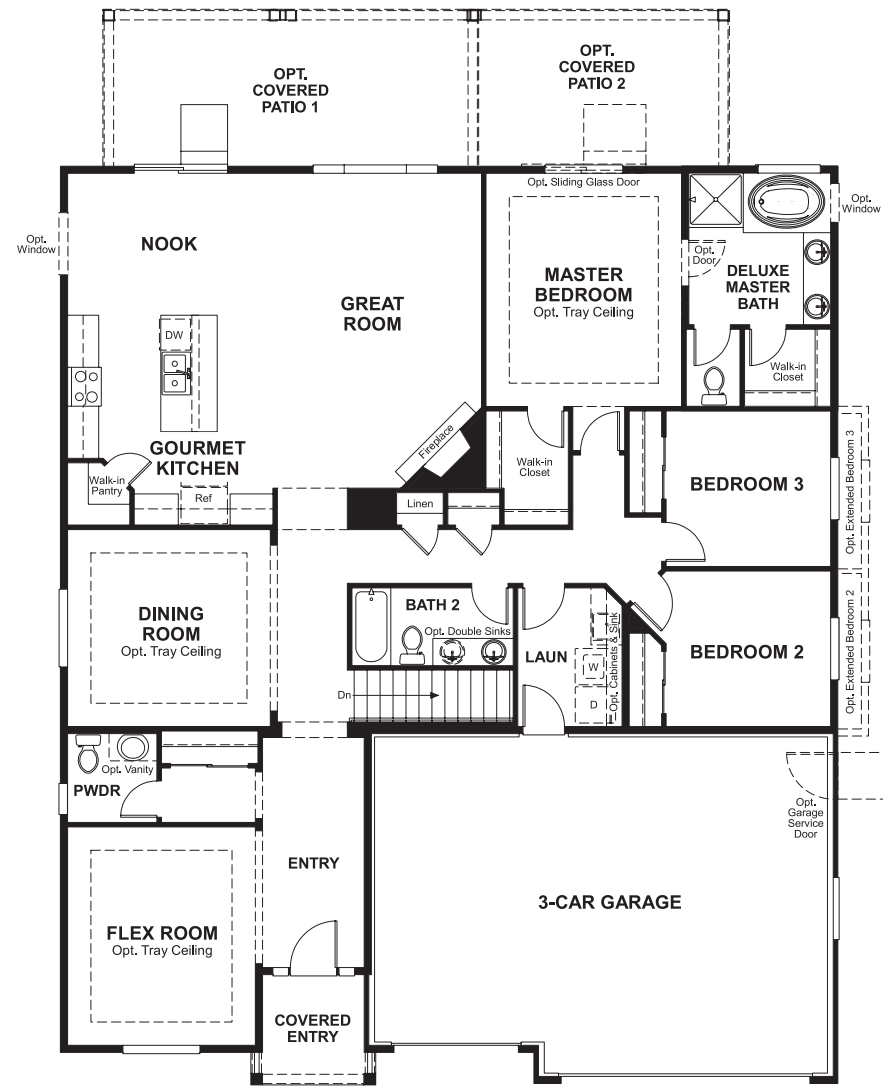 OPT.
COVERED
PATIO 1
OPT.
COVERED
PATIO 2
Opt. Sliding Glass Door
Opt.
Window
Opt.
Window
NOOK
GREAT
ROOM
MASTER
BEDROOM
Opt. Tray Ceiling
Opt.
Door
DELUXE
MASTER
BATH
DW
Walk-in
Closet
Fireplace
GOURMET
KITCHEN
Walk-in
Pantry
Ref
Linen
Walk-in
Closet
BEDROOM 3
Opt. Extended Bedroom 3
DINING
ROOM
Opt. Tray Ceiling
BATH 2
Opt. Double Sinks
LAUN
W
D
Opt. Cabinets & Sink
BEDROOM 2
Opt. Extended Bedroom 2
Dn
Opt. Vanity
PWDR
Opt.
Garage
Service
Door
ENTRY
3-CAR GARAGE
FLEX ROOM
Opt. Tray Ceiling
COVERED
ENTRY